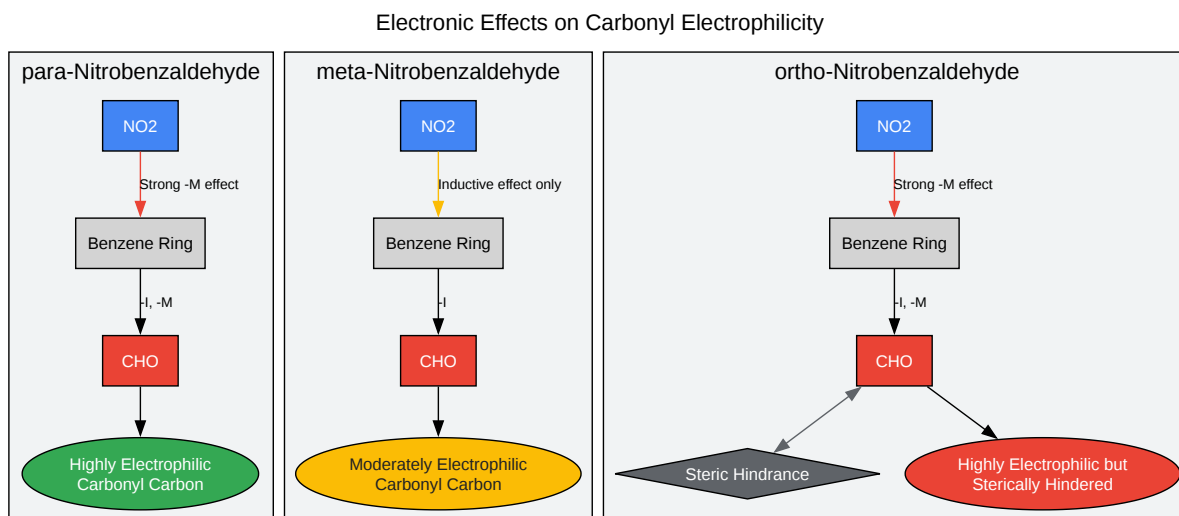 Electronic Effects on Carbonyl Electrophilicity
para-Nitrobenzaldehyde
NO2
Strong -M effect
Benzene Ring
-I, -M
CHO
Highly Electrophilic
Carbonyl Carbon
meta-Nitrobenzaldehyde
NO2
Inductive effect only
Benzene Ring
-I
CHO
Moderately Electrophilic
Carbonyl Carbon
ortho-Nitrobenzaldehyde
NO2
Strong -M effect
Benzene Ring
-I, -M
CHO
Steric Hindrance
Highly Electrophilic but
Sterically Hindered